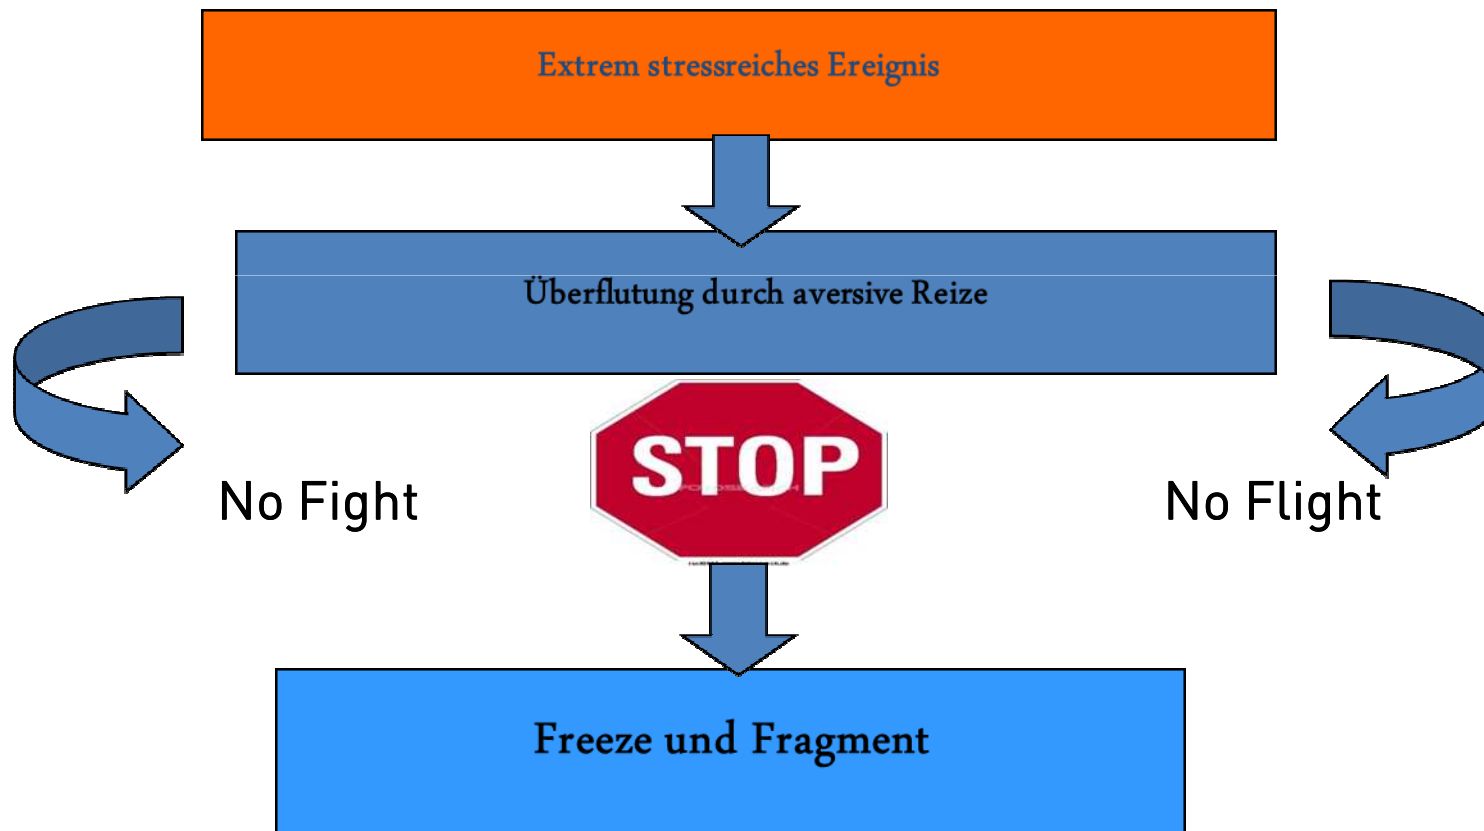 Extrem stressreiches Ereignis
Überflutung durch aversive Reize
STOP
No Fight
No Flight
Freeze und Fragment